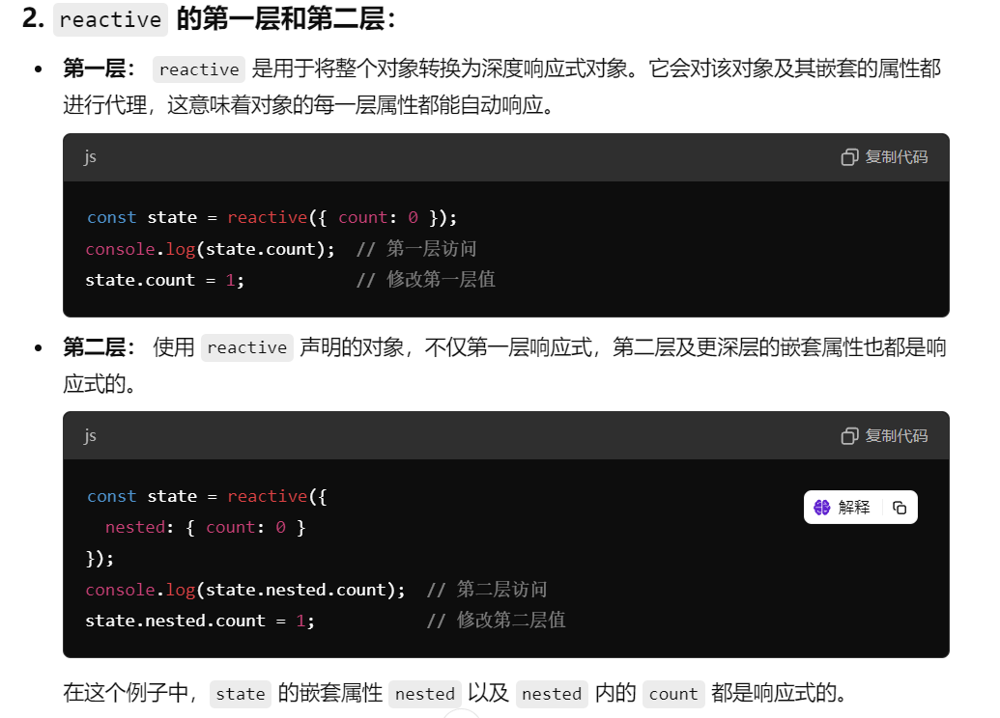 2. reactive 的第一层和第二层：
• 第一层： reactive 是用于将整个对象转换为深度响应式对象。它会对该对象及其嵌套的属性都
进行代理，这意味着对象的每一层属性都能自动响应。
js 复制代码
const state = reactive({ count: 0 });
console.log(state.count);  // 第一层访问
state.count = 1;           // 修改第一层值
• 第二层： 使用 reactive 声明的对象，不仅第一层响应式，第二层及更深层的嵌套属性也都是响
应式的。
js 复制代码
const state = reactive({
解释
  nested: { count: 0 }
});
console.log(state.nested.count);  // 第二层访问
state.nested.count = 1;           // 修改第二层值
在这个例子中， state 的嵌套属性 nested 以及 nested 内的 count 都是响应式的。